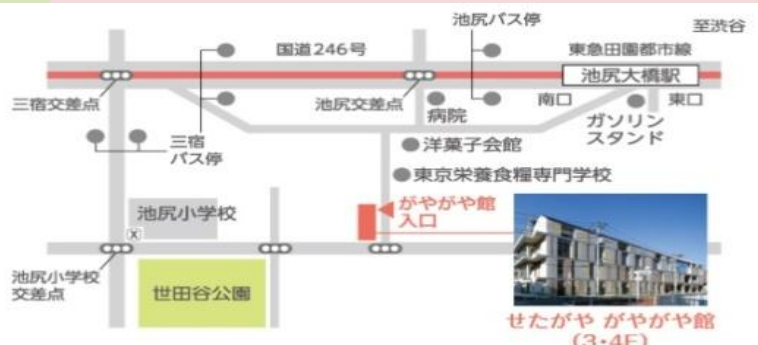 池尻バス停
至渋谷
国道246号
東急田園都市線
池尻大橋駅
三宿交差点
池尻交差点
病院
南口
東口
ガソリン
スタンド
三宿
バス停
洋菓子会館
東京栄養食糧専門学校
がやがや館
入口
池尻小学校
X
池尻小学校
交差点
世田谷公園
せたがや がやがや館
(3・4F)